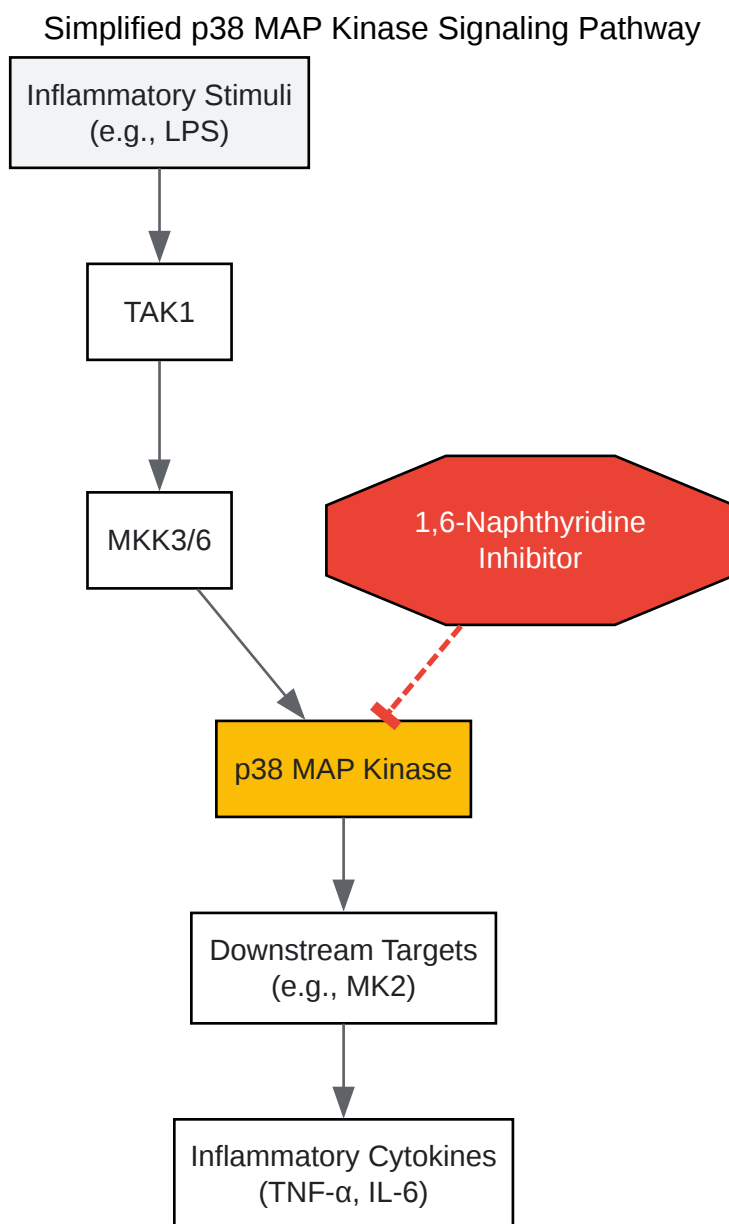 Simplified p38 MAP Kinase Signaling Pathway
Inflammatory Stimuli
(e.g., LPS)
TAK1
MKK3/6
1,6-Naphthyridine
Inhibitor
p38 MAP Kinase
Downstream Targets
(e.g., MK2)
Inflammatory Cytokines
(TNF-α, IL-6)